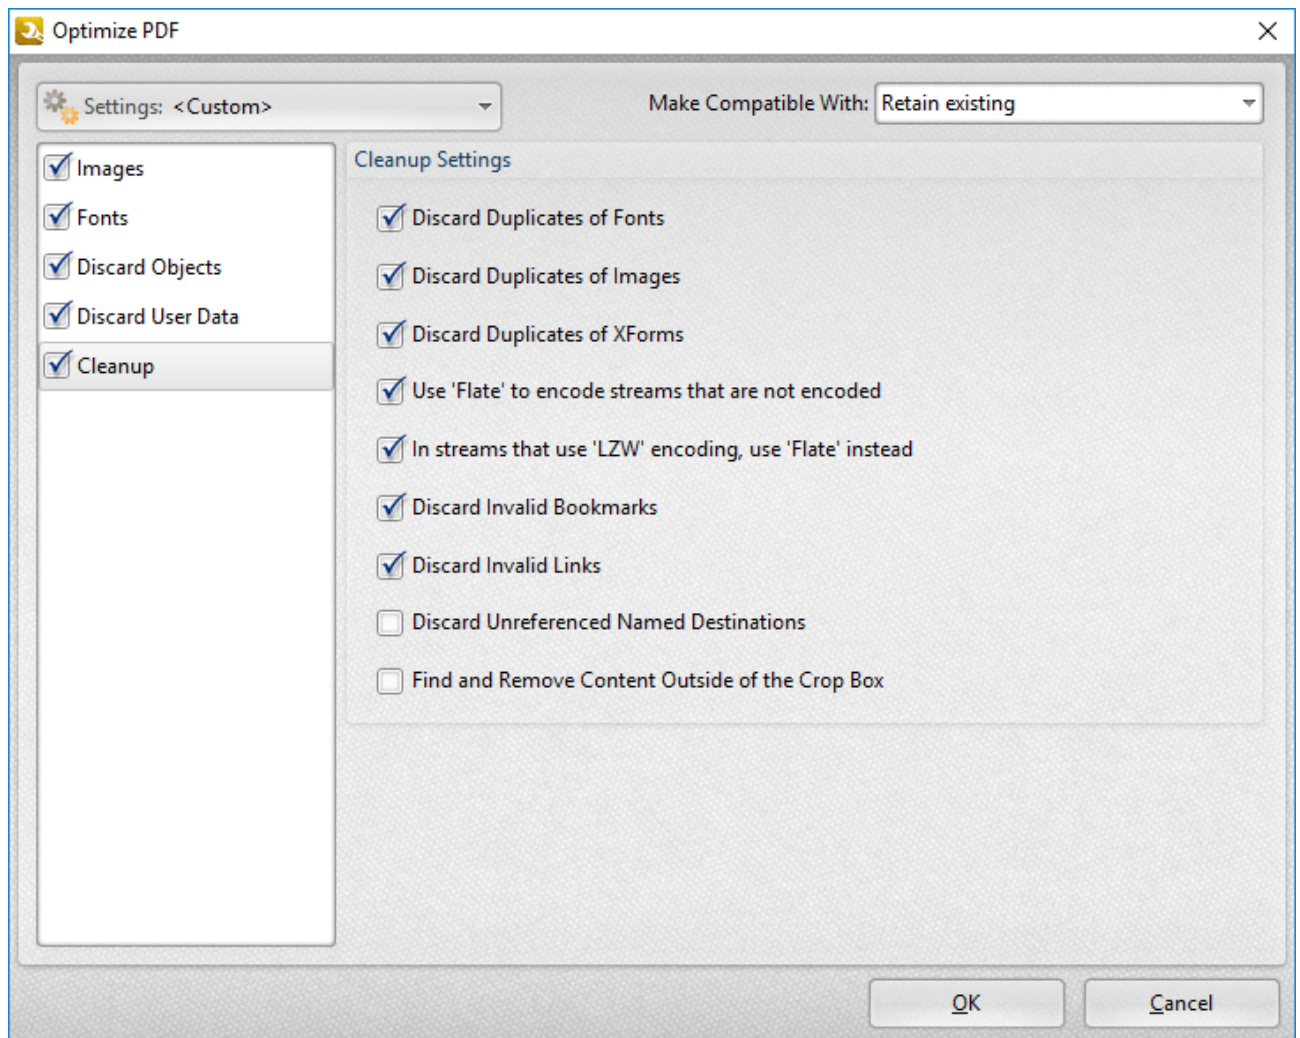 Optimize PDF
Settings: <Custom>
Make Compatible With: Retain existing
Images
Fonts
Discard Objects
Discard User Data
Cleanup
Cleanup Settings
Discard Duplicates of Fonts
Discard Duplicates of Images
Discard Duplicates of XForms
Use 'Flate' to encode streams that are not encoded
In streams that use 'LZW' encoding, use 'Flate' instead
Discard Invalid Bookmarks
Discard Invalid Links
Discard Unreferenced Named Destinations
Find and Remove Content Outside of the Crop Box
OK
Cancel